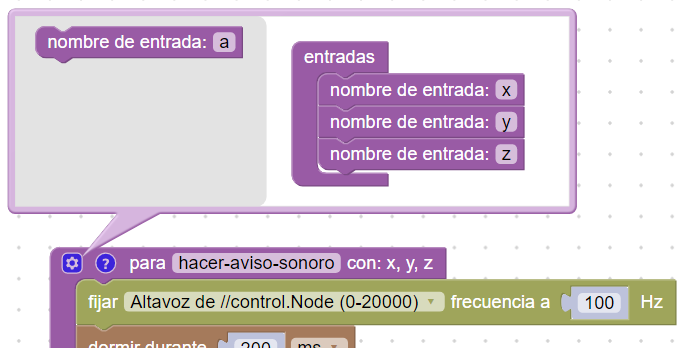 nombre de entrada: a
entradas
nombre de entrada: x
nombre de entrada: y
nombre de entrada: z
? para hacer-aviso-sonoro con: x, y, z
fijar Altavoz de //control.Node (0-20000) frecuencia a 100 Hz
dormir durante 200 ms